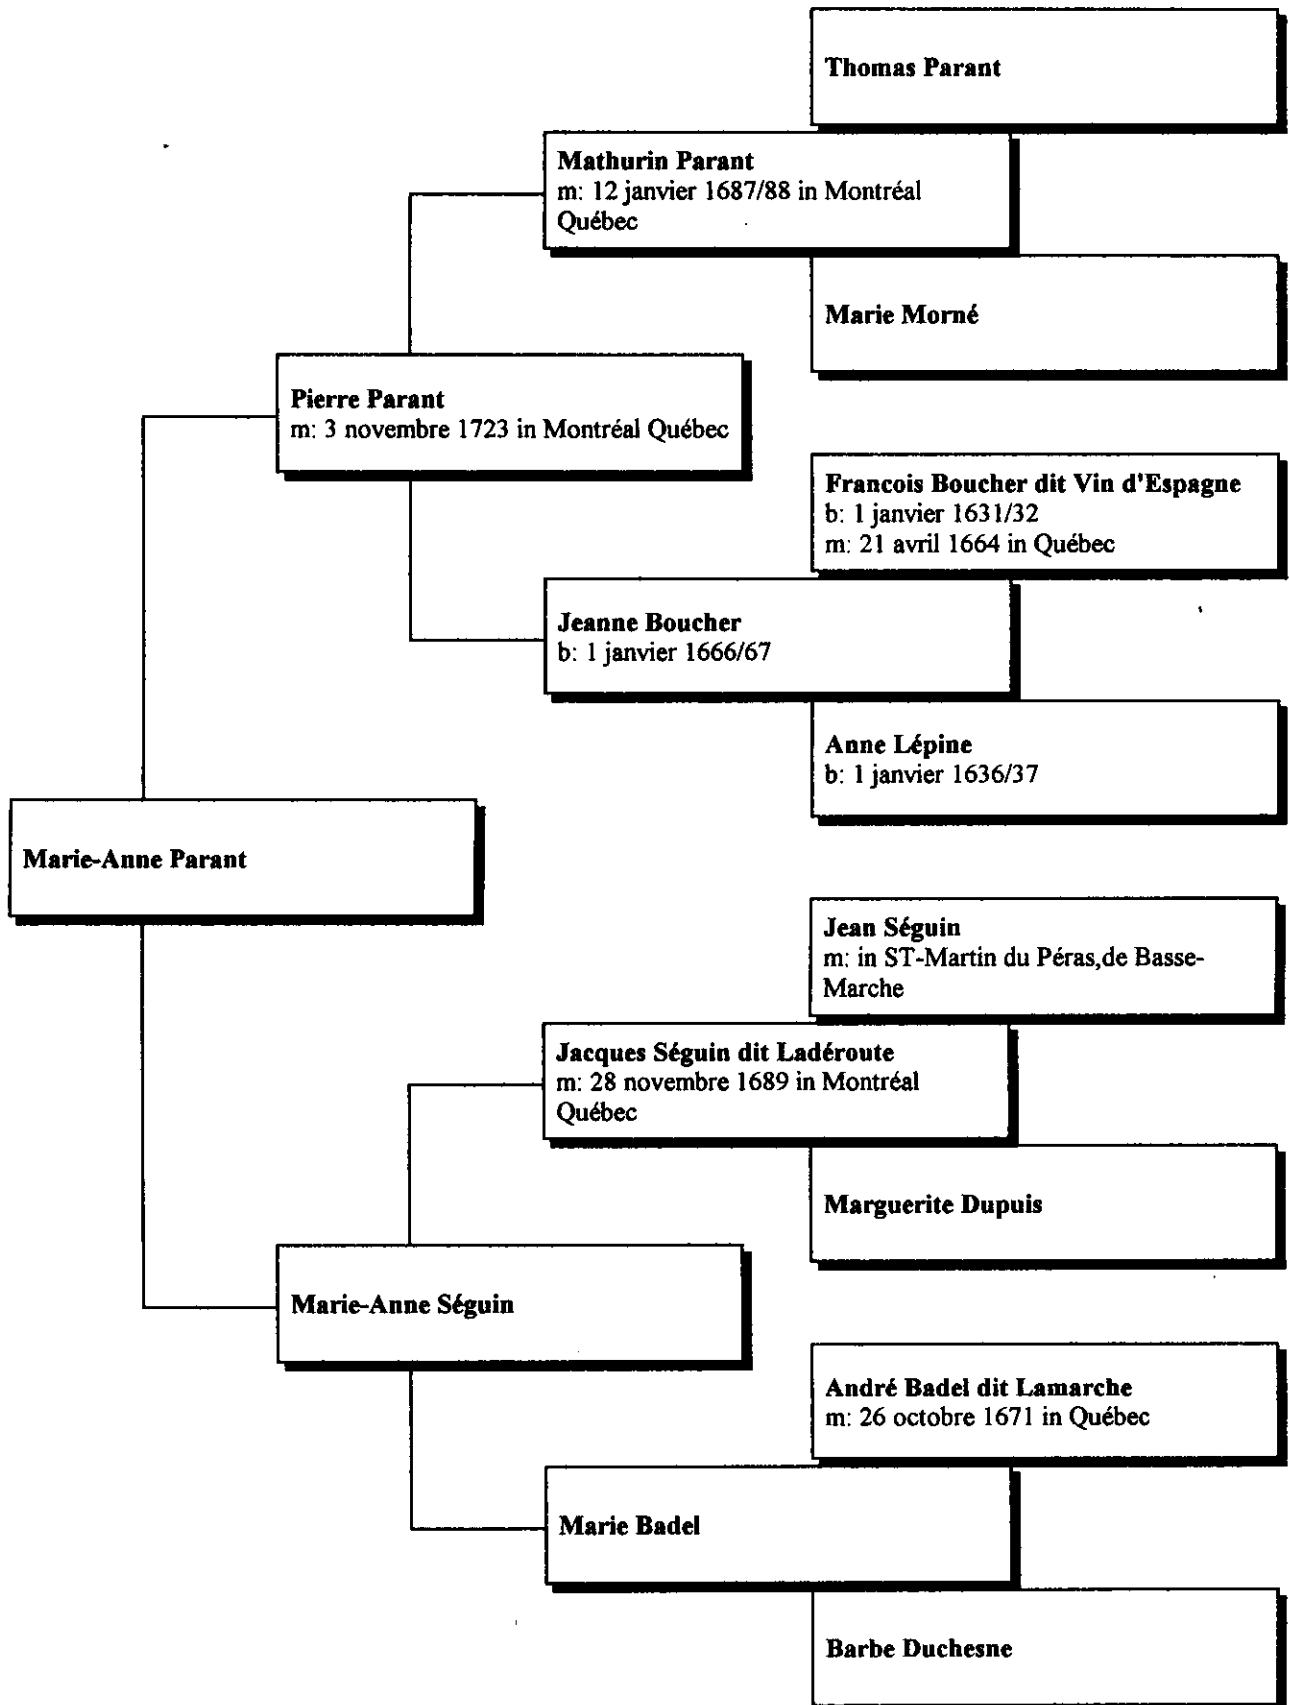 Thomas Parant
Mathurin Parant
m: 12 janvier 1687/88 in Montréal
Québec
Marie Morné
Pierre Parant
m: 3 novembre 1723 in Montréal Québec
Francois Boucher dit Vin d'Espagne
b: 1 janvier 1631/32
m: 21 avril 1664 in Québec
Jeanne Boucher
b: 1 janvier 1666/67
Anne Lépine
b: 1 janvier 1636/37
Marie-Anne Parant
Jean Séguin
m: in ST-Martin du Péras,de Basse-
Marche
Jacques Séguin dit Ladéroute
m: 28 novembre 1689 in Montréal
Québec
Marguerite Dupuis
Marie-Anne Séguin
André Badel dit Lamarche
m: 26 octobre 1671 in Québec
Marie Badel
Barbe Duchesne